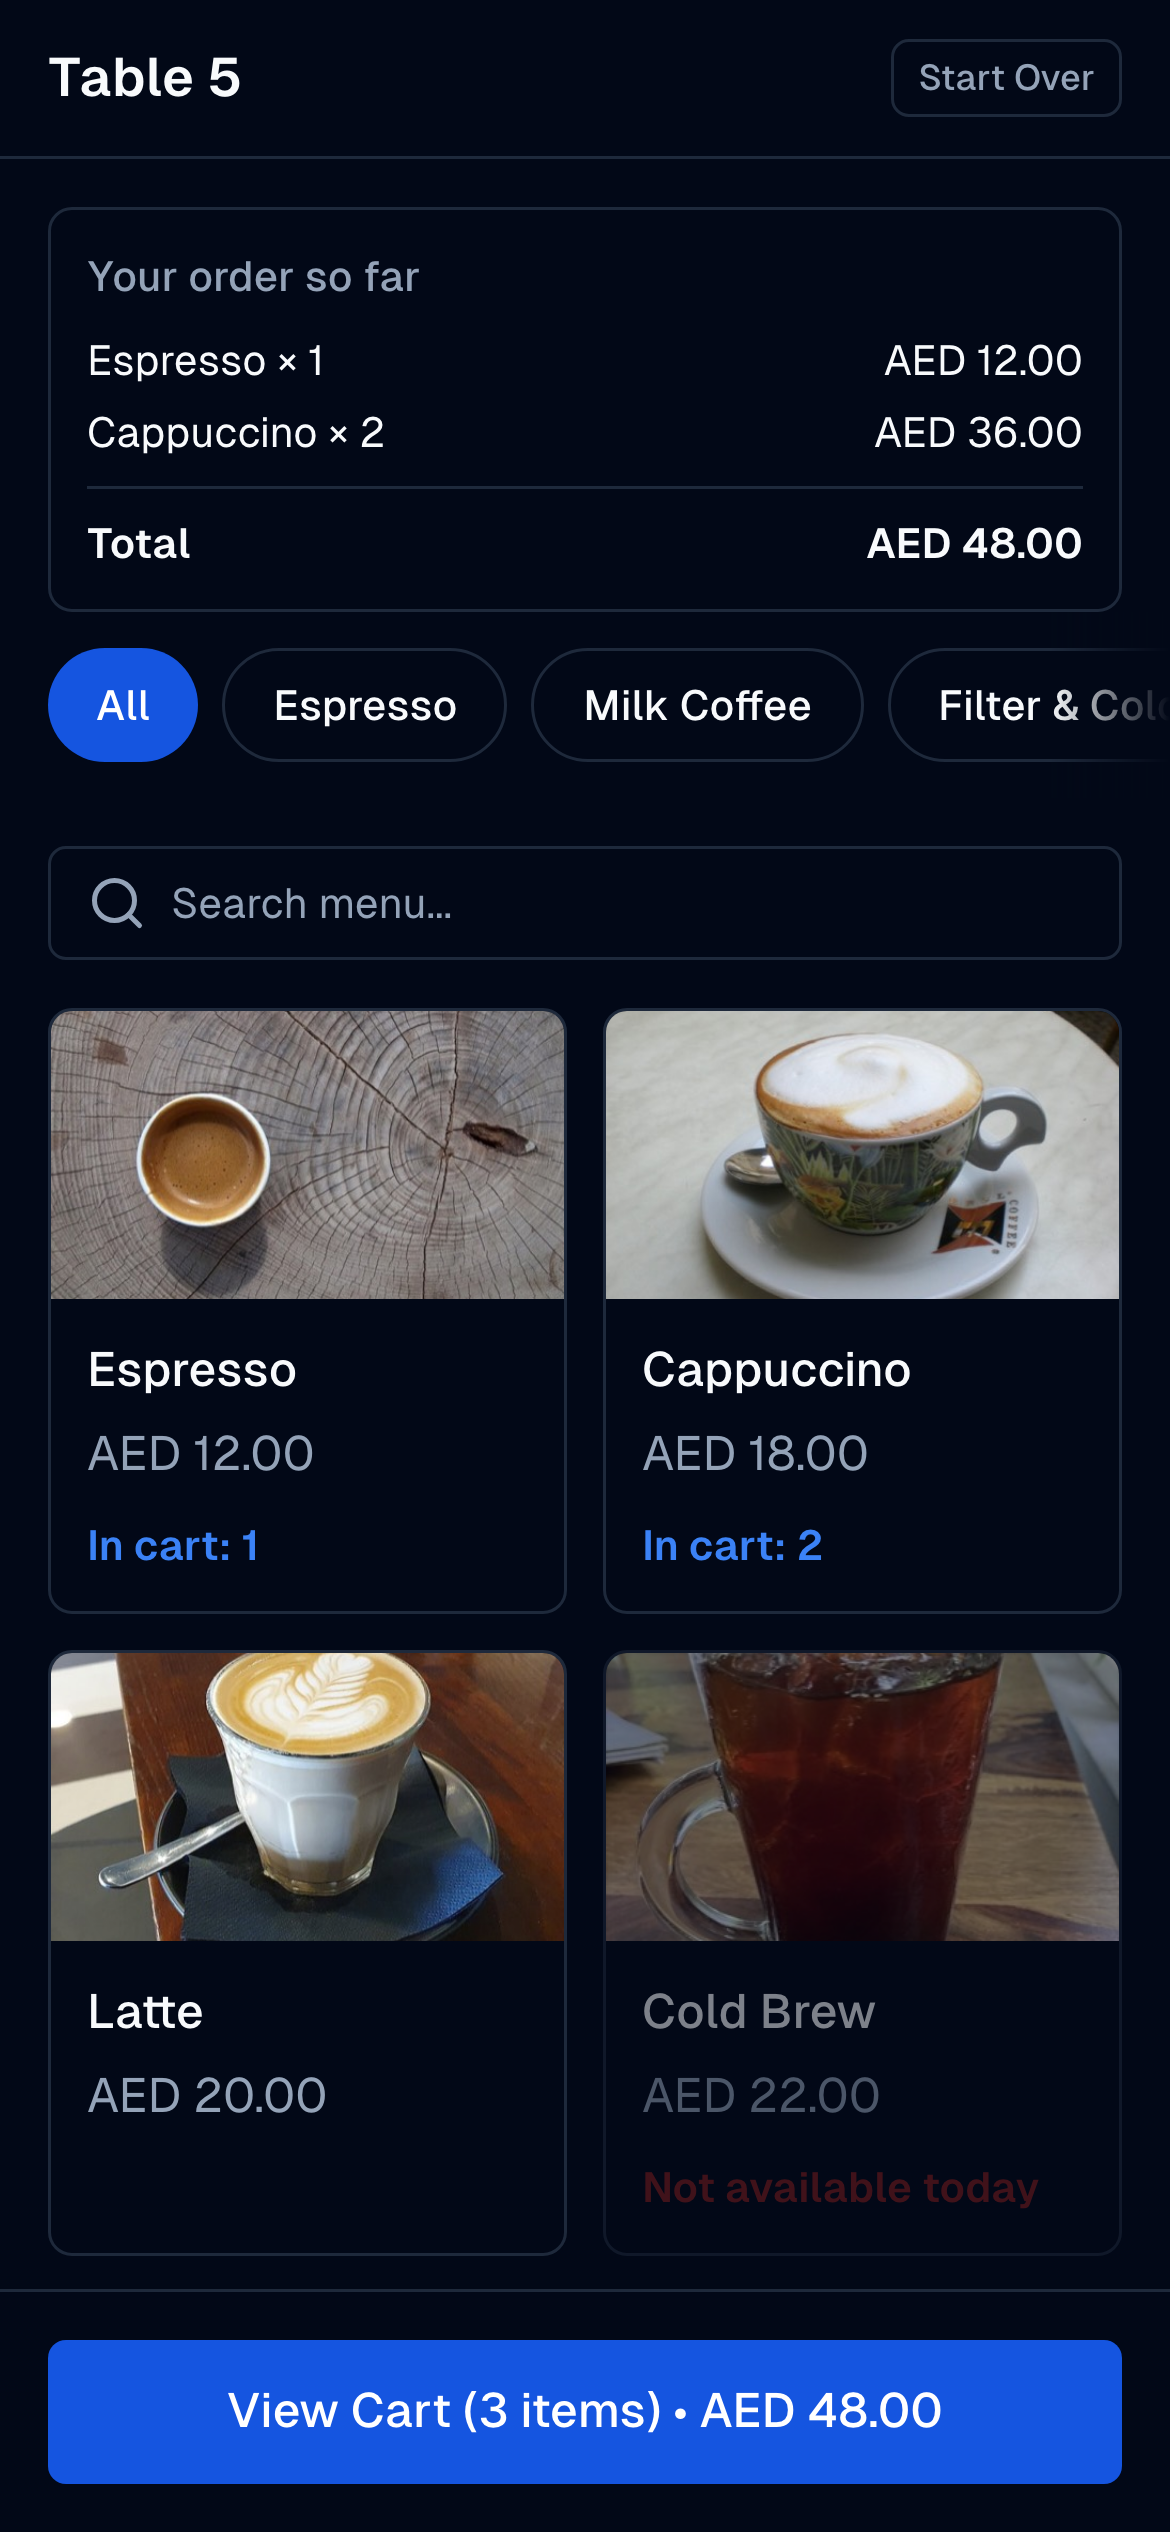 Table 5
Start Over
Your order so far
Espresso × 1
AED 12.00
Cappuccino × 2
AED 36.00
Total
AED 48.00
All
Espresso
Milk Coffee
Filter & Col
Search menu...
COFFEE
Espresso
AED 12.00
In cart: 1
Cappuccino
AED 18.00
In cart: 2
Latte
AED 20.00
Cold Brew
AED 22.00
Not available today
View Cart (3 items) • AED 48.00